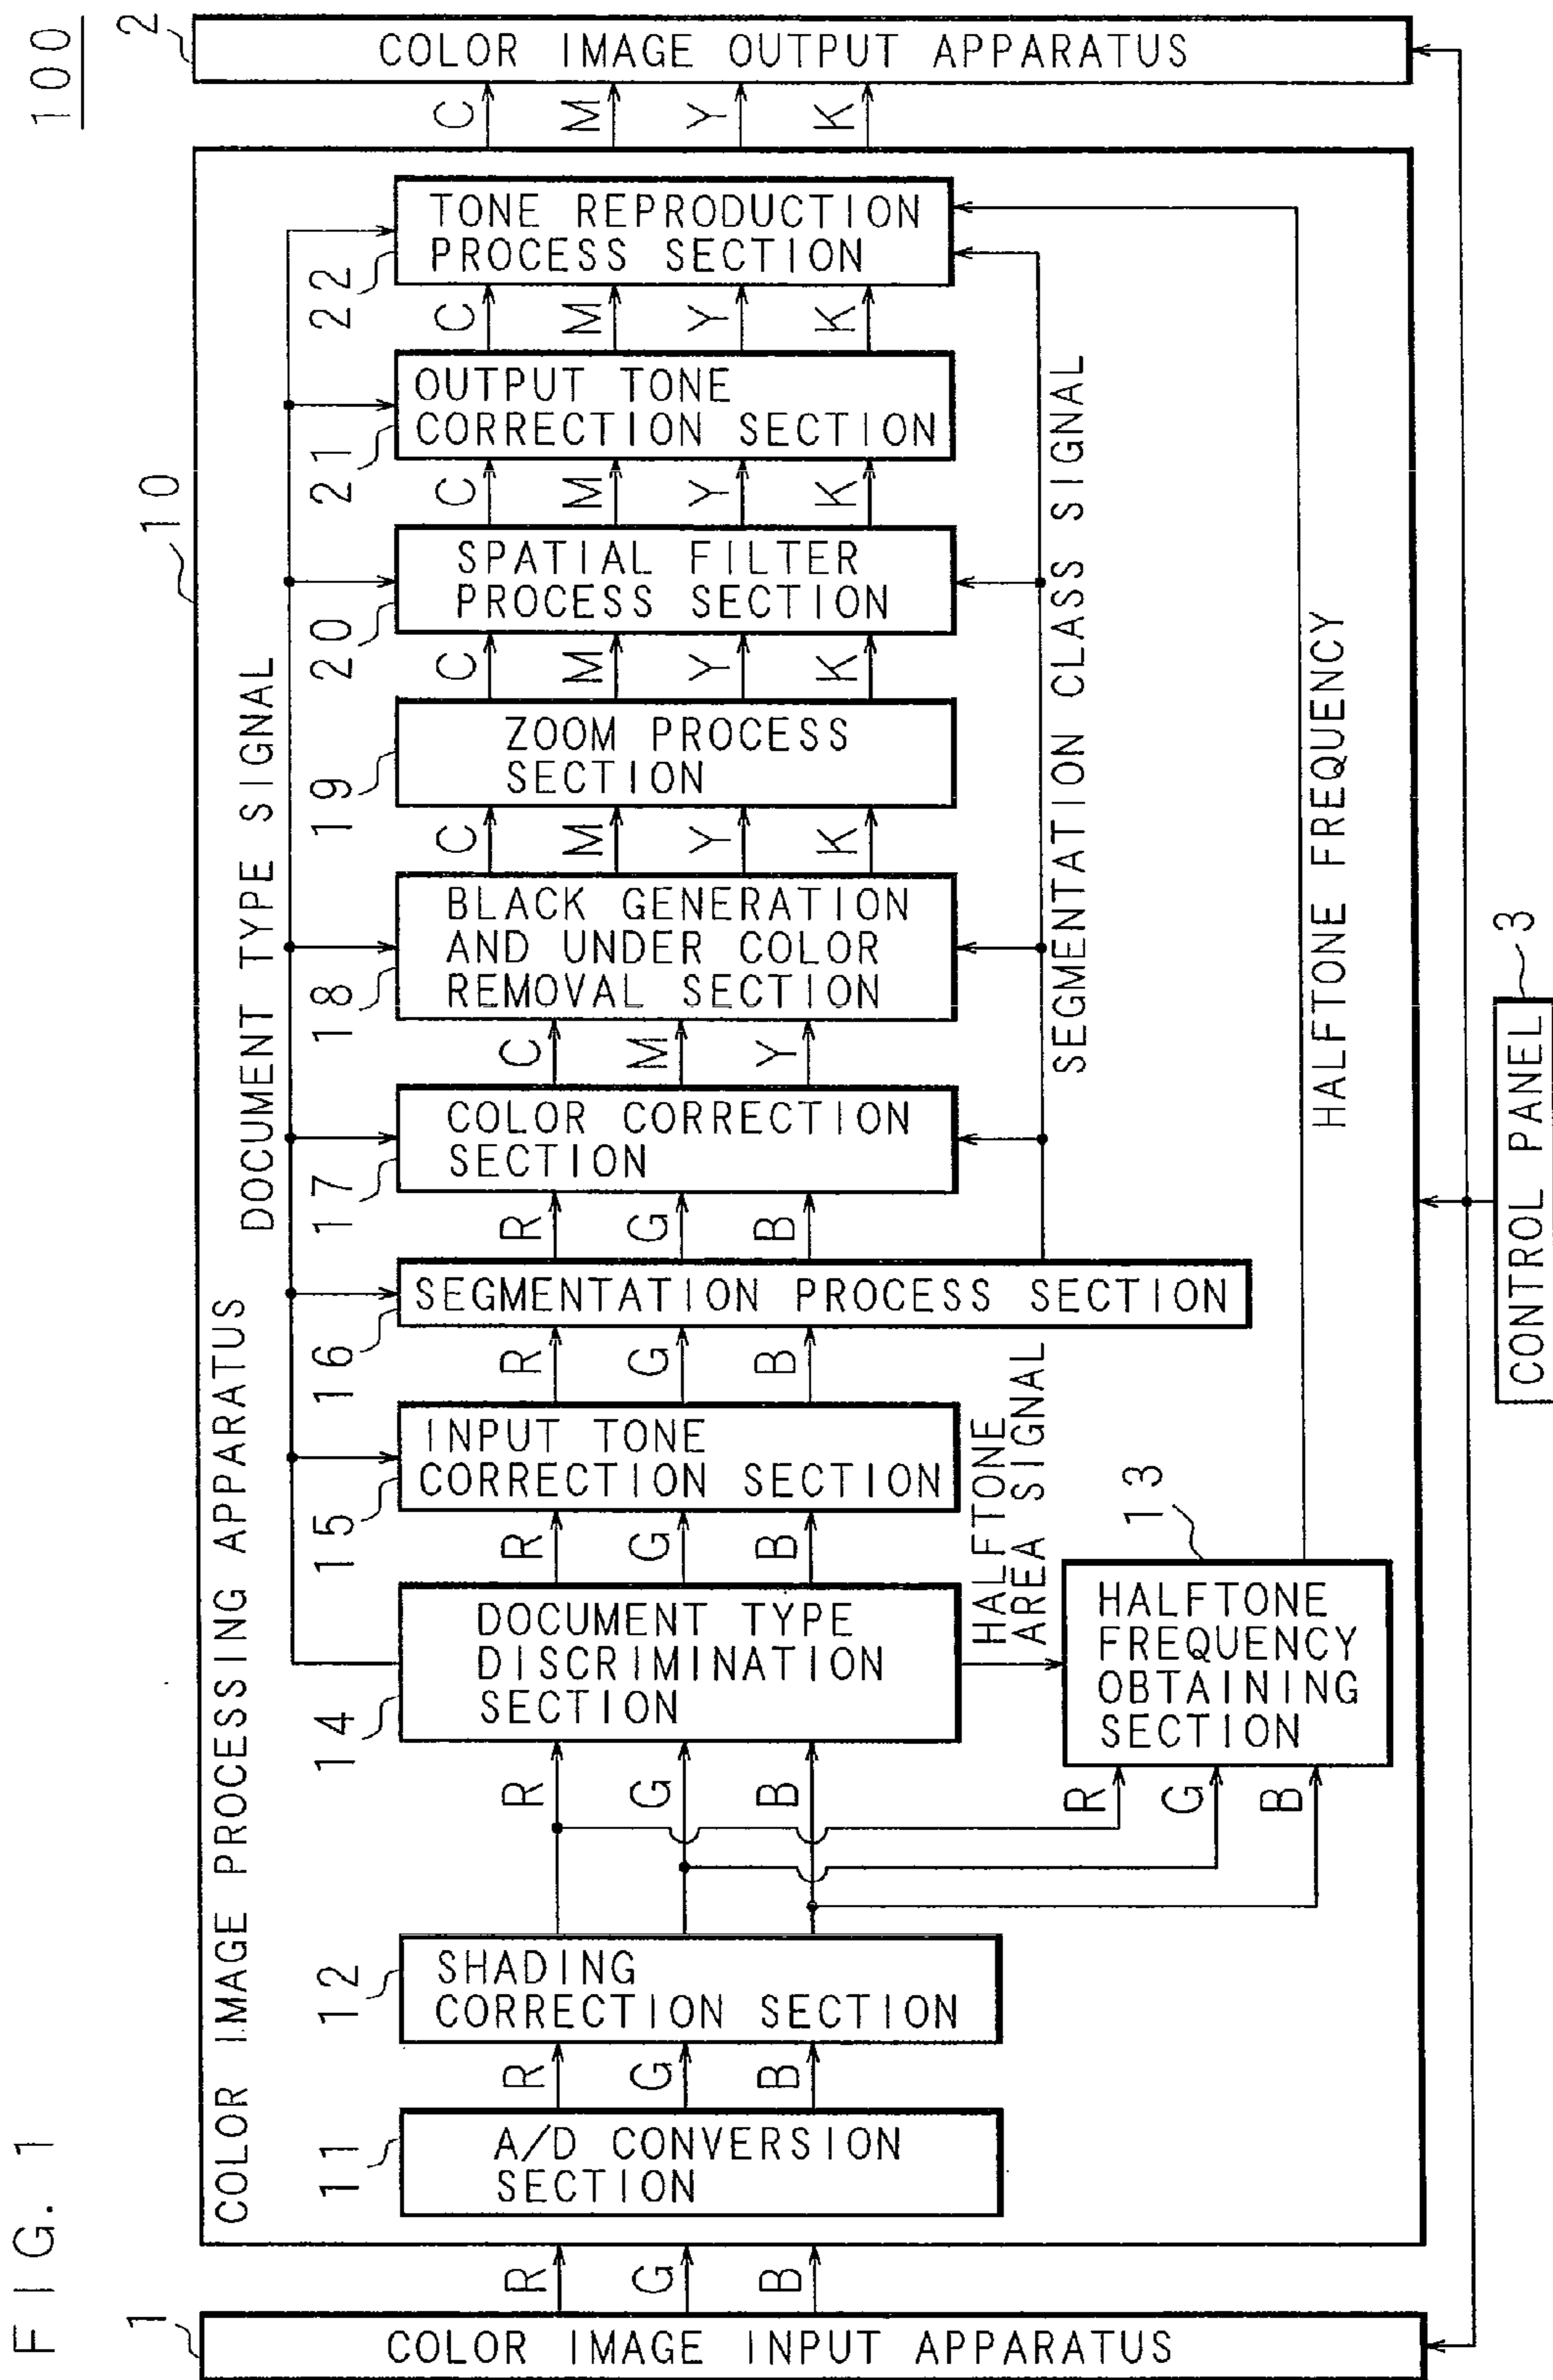 FIG. 1
100
COLOR IMAGE PROCESSING APPARATUS
10
DOCUMENT TYPE SIGNAL
1
COLOR IMAGE INPUT APPARATUS
R
G
B
11
A/D CONVERSION
SECTION
R
G
B
12
SHADING
CORRECTION SECTION
R
G
B
R
G
B
14
DOCUMENT TYPE
DISCRIMINATION
SECTION
HALFTONE
AREA SIGNAL
13
HALFTONE
FREQUENCY
OBTAINING
SECTION
R
G
B
15
INPUT TONE
CORRECTION SECTION
R
G
B
16
SEGMENTATION PROCESS SECTION
R
G
B
17
COLOR CORRECTION
SECTION
C
M
Y
18
BLACK GENERATION
AND UNDER COLOR
REMOVAL SECTION
C
M
Y
K
19
ZOOM PROCESS
SECTION
C
M
Y
K
20
SPATIAL FILTER
PROCESS SECTION
C
M
Y
K
21
OUTPUT TONE
CORRECTION SECTION
C
M
Y
K
22
TONE REPRODUCTION
PROCESS SECTION
C
M
Y
K
2
COLOR IMAGE OUTPUT APPARATUS
SEGMENTATION CLASS SIGNAL
HALFTONE FREQUENCY
CONTROL PANEL
3